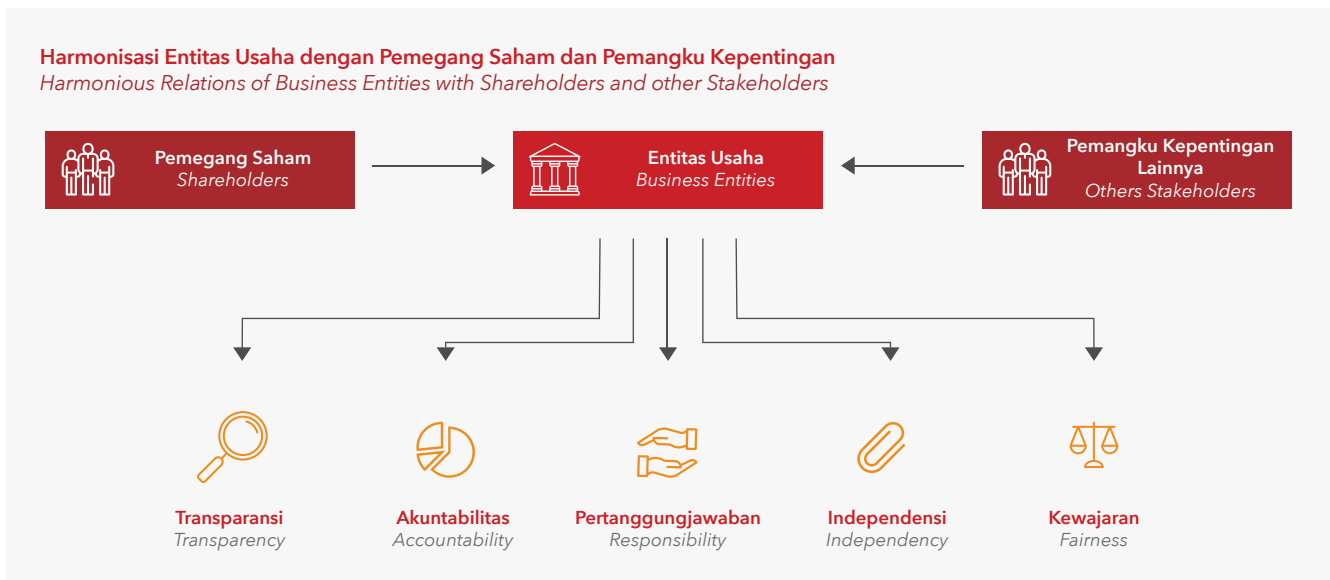 Harmonisasi Entitas Usaha dengan Pemegang Saham dan Pemangku Kepentingan
Harmonious Relations of Business Entities with Shareholders and other Stakeholders
Pemegang Saham
Shareholders
Entitas Usaha
Business Entities
Pemangku Kepentingan
Lainnya
Others Stakeholders
Transparansi
Transparency
Akuntabilitas
Accountability
Pertanggungjawaban
Responsibility
Independensi
Independency
Kewajaran
Fairness